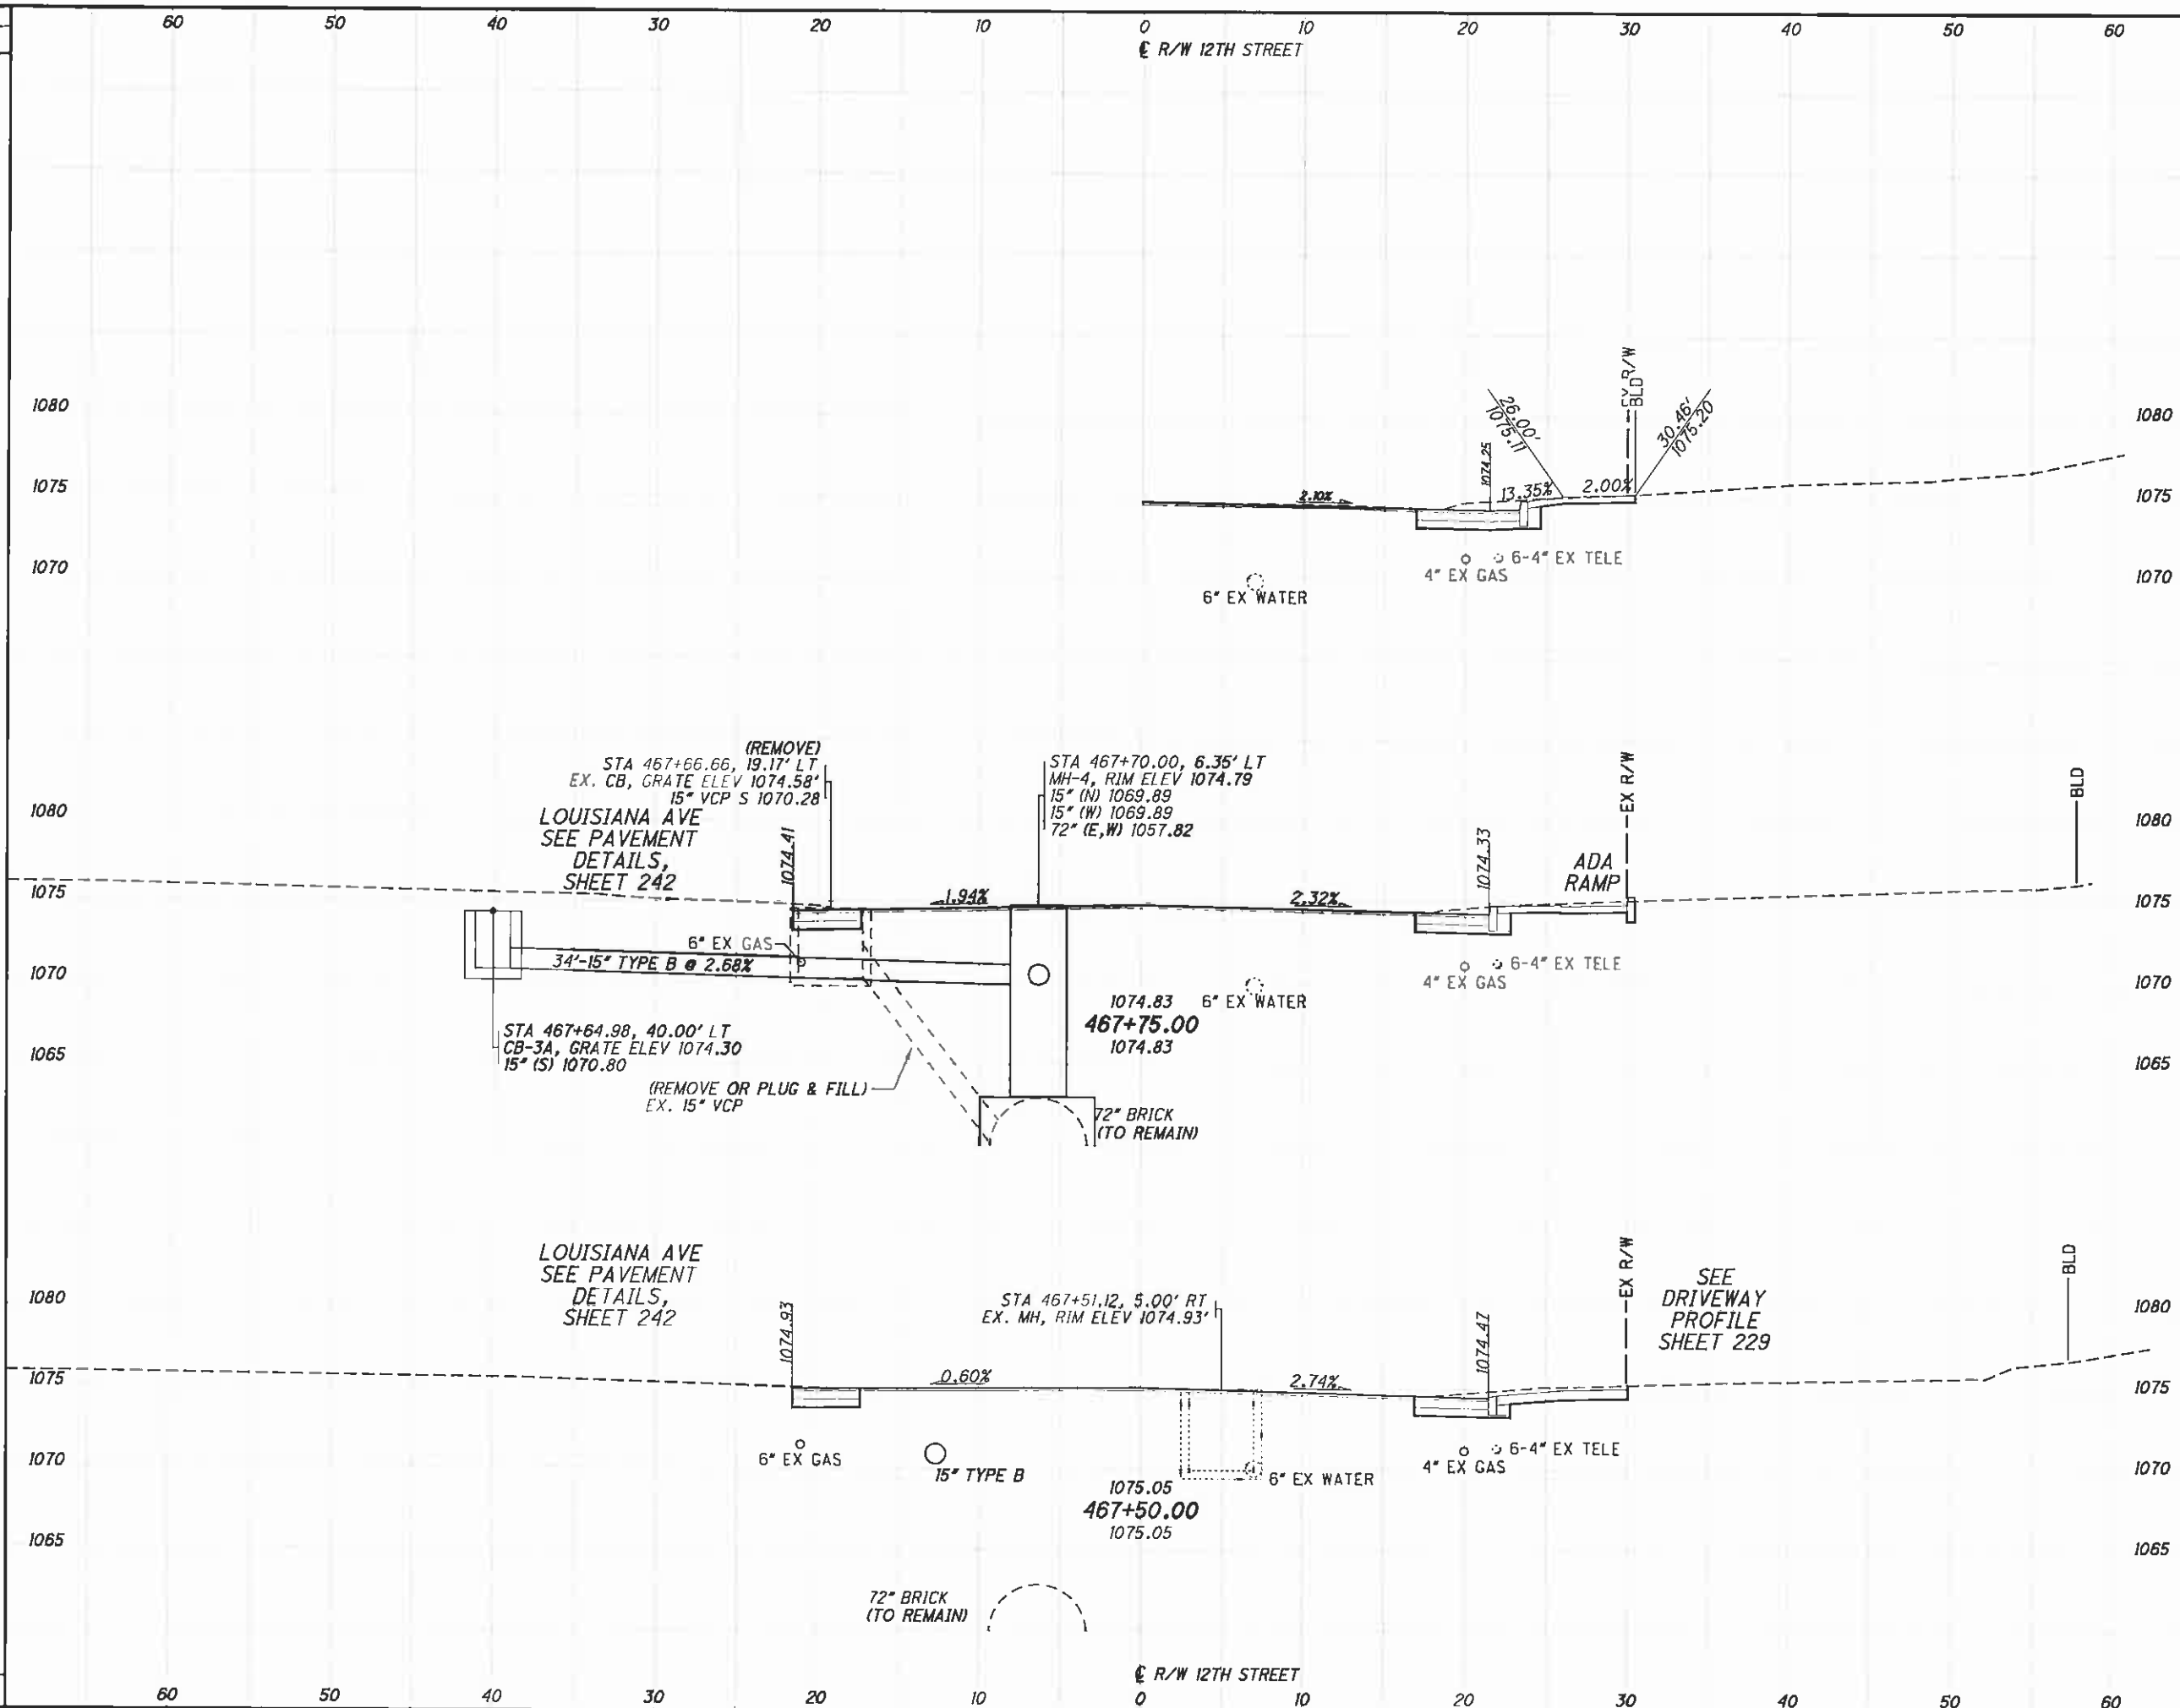 60 50 40 30 20 10 0 10 20 30 40 50 60
℄ R/W 12TH STREET
1080
1075
1070
1080
1075
1070
26.00'
1075.11
EX R/W
BLD
30.46'
1075.20
1074.25
2.10%
13.35%
2.00%
4" EX GAS
6-4" EX TELE
6" EX WATER
(REMOVE)
STA 467+66.66, 19.17' LT
EX. CB, GRATE ELEV 1074.58'
15" VCP S 1070.28
STA 467+70.00, 6.35' LT
MH-4, RIM ELEV 1074.79
15" (N) 1069.89
15" (W) 1069.89
72" (E,W) 1057.82
LOUISIANA AVE
SEE PAVEMENT
DETAILS,
SHEET 242
1080
1075
1070
1065
1080
1075
1070
1065
1074.41
1.94%
2.32%
1074.33
ADA
RAMP
EX R/W
BLD
6" EX GAS
34'-15" TYPE B @ 2.68%
4" EX GAS
6-4" EX TELE
6" EX WATER
1074.83
467+75.00
1074.83
STA 467+64.98, 40.00' LT
CB-3A, GRATE ELEV 1074.30
15" (S) 1070.80
(REMOVE OR PLUG & FILL)
EX. 15" VCP
72" BRICK
(TO REMAIN)
LOUISIANA AVE
SEE PAVEMENT
DETAILS,
SHEET 242
1080
1075
1070
1065
1080
1075
1070
1065
1074.93
STA 467+51.12, 5.00' RT
EX. MH, RIM ELEV 1074.93'
0.60%
2.74%
1074.47
EX R/W
SEE
DRIVEWAY
PROFILE
SHEET 229
BLD
6" EX GAS
15" TYPE B
6" EX WATER
4" EX GAS
6-4" EX TELE
1075.05
467+50.00
1075.05
72" BRICK
(TO REMAIN)
℄ R/W 12TH STREET
60 50 40 30 20 10 0 10 20 30 40 50 60